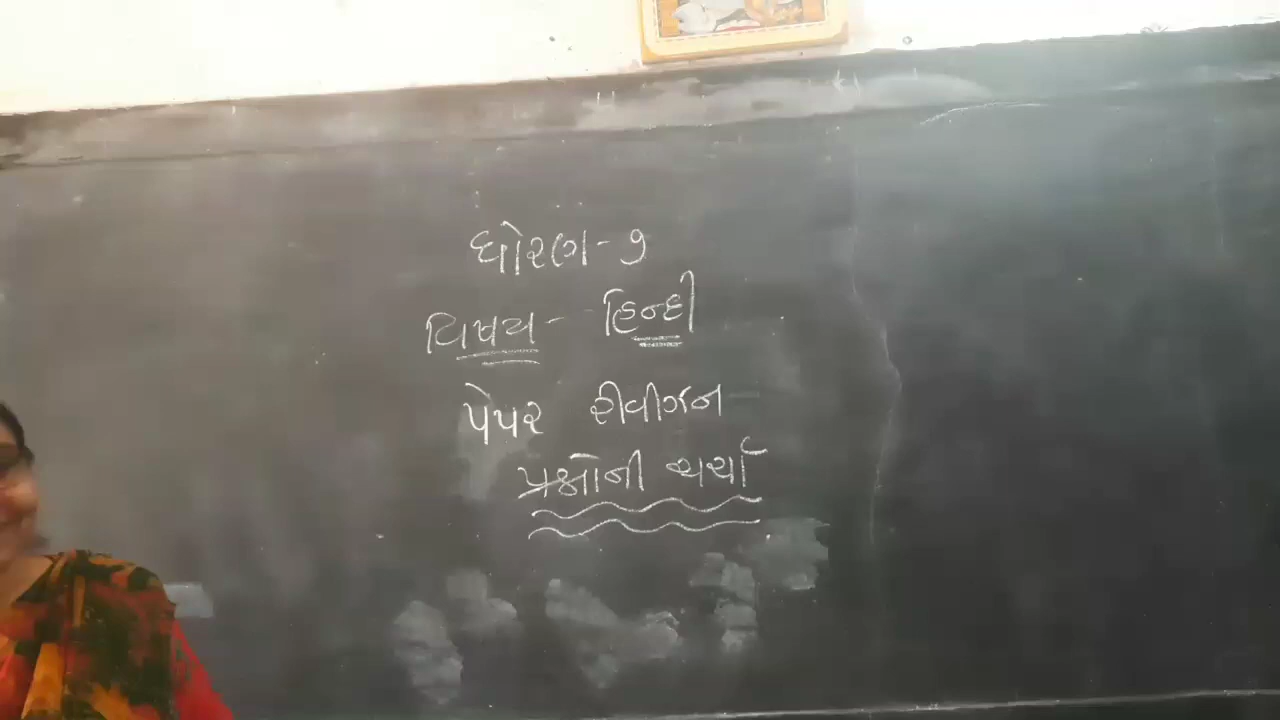 ધોરણ-૭
વિષય - હિન્દી
પેપર રીવીઝન
પ્રશ્નોની ચર્ચા